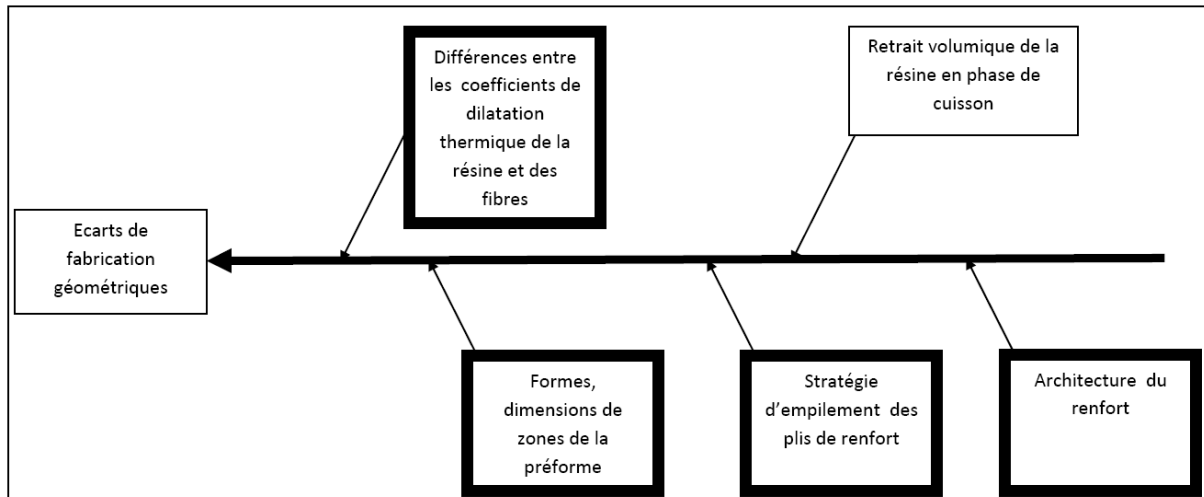 Différences entre
les coefficients de
dilatation
thermique de la
résine et des
fibres
Retrait volumique de la
résine en phase de
cuisson
Ecarts de
fabrication
géométriques
Formes,
dimensions de
zones de la
préforme
Stratégie
d'empilement des
plis de renfort
Architecture du
renfort